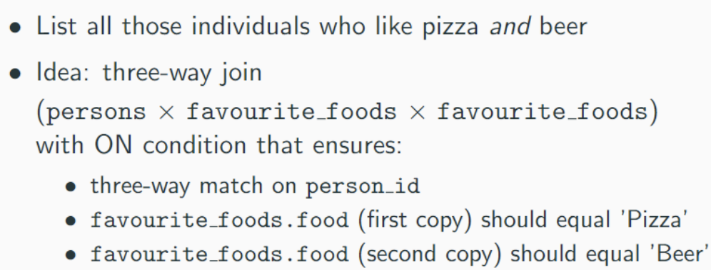 • List all those individuals who like pizza and beer
• Idea: three-way join
(persons × favourite_foods × favourite_foods)
with ON condition that ensures:
• three-way match on person_id
• favourite_foods.food (first copy) should equal 'Pizza'
• favourite_foods.food (second copy) should equal 'Beer'